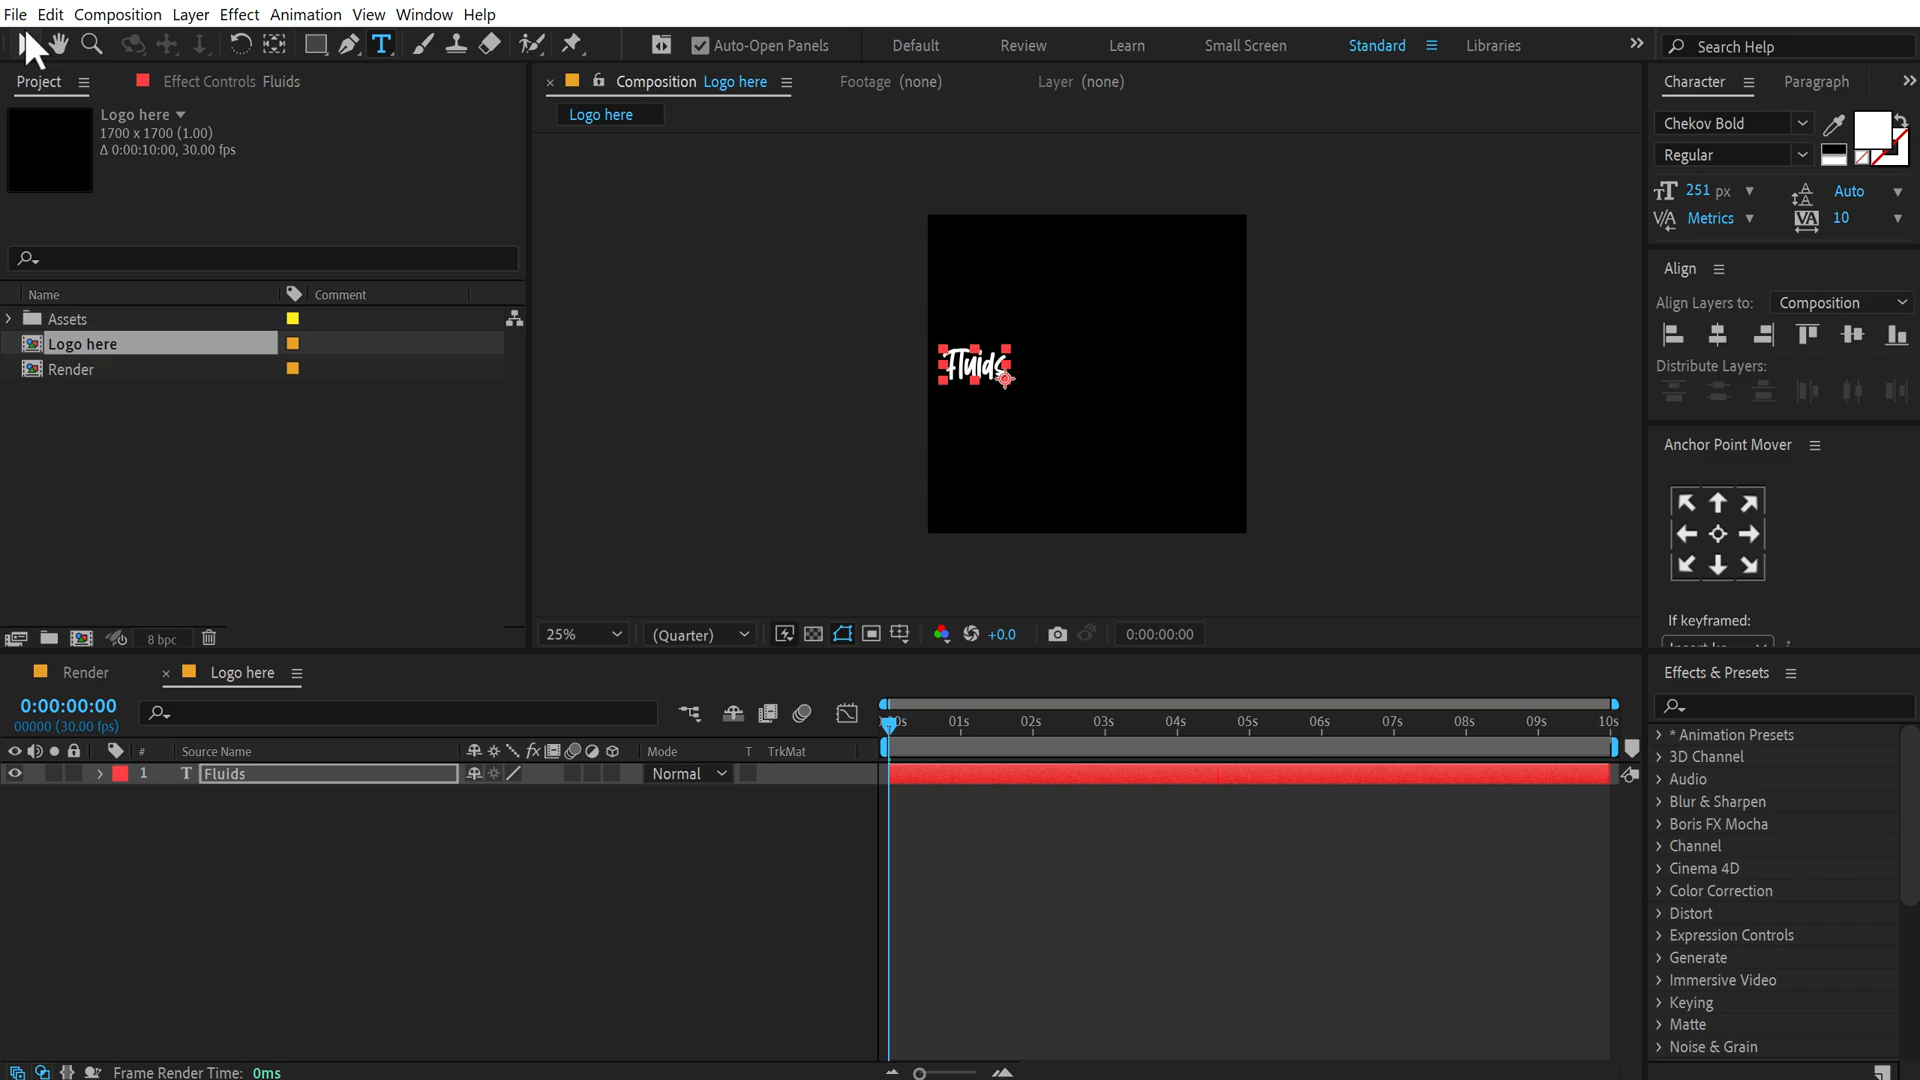 File Edit Composition Layer Effect Animation View Window Help
Auto-Open Panels Default Review Learn Small Screen Standard Libraries Search Help
Project Effect Controls Fluids Composition Logo here Footage (none) Layer (none) Character Paragraph
Logo here
Logo here
1700 x 1700 (1.00)
Δ 0:00:10:00, 30.00 fps
Chekov Bold
Regular
251 px Auto
Metrics 10
Align
Align Layers to: Composition
Distribute Layers:
Name Comment
Assets
Logo here
Render
Fluids
Anchor Point Mover
If keyframed:
8 bpc
25% (Quarter) +0.0 0:00:00:00
Render Logo here
Effects & Presets
0:00:00:00
00000 (30.00 fps)
01s 02s 03s 04s 05s 06s 07s 08s 09s 10s
# Source Name fx Mode T TrkMat
1 T Fluids Normal
* Animation Presets
3D Channel
Audio
Blur & Sharpen
Boris FX Mocha
Channel
Cinema 4D
Color Correction
Distort
Expression Controls
Generate
Immersive Video
Keying
Matte
Noise & Grain
Frame Render Time: 0ms